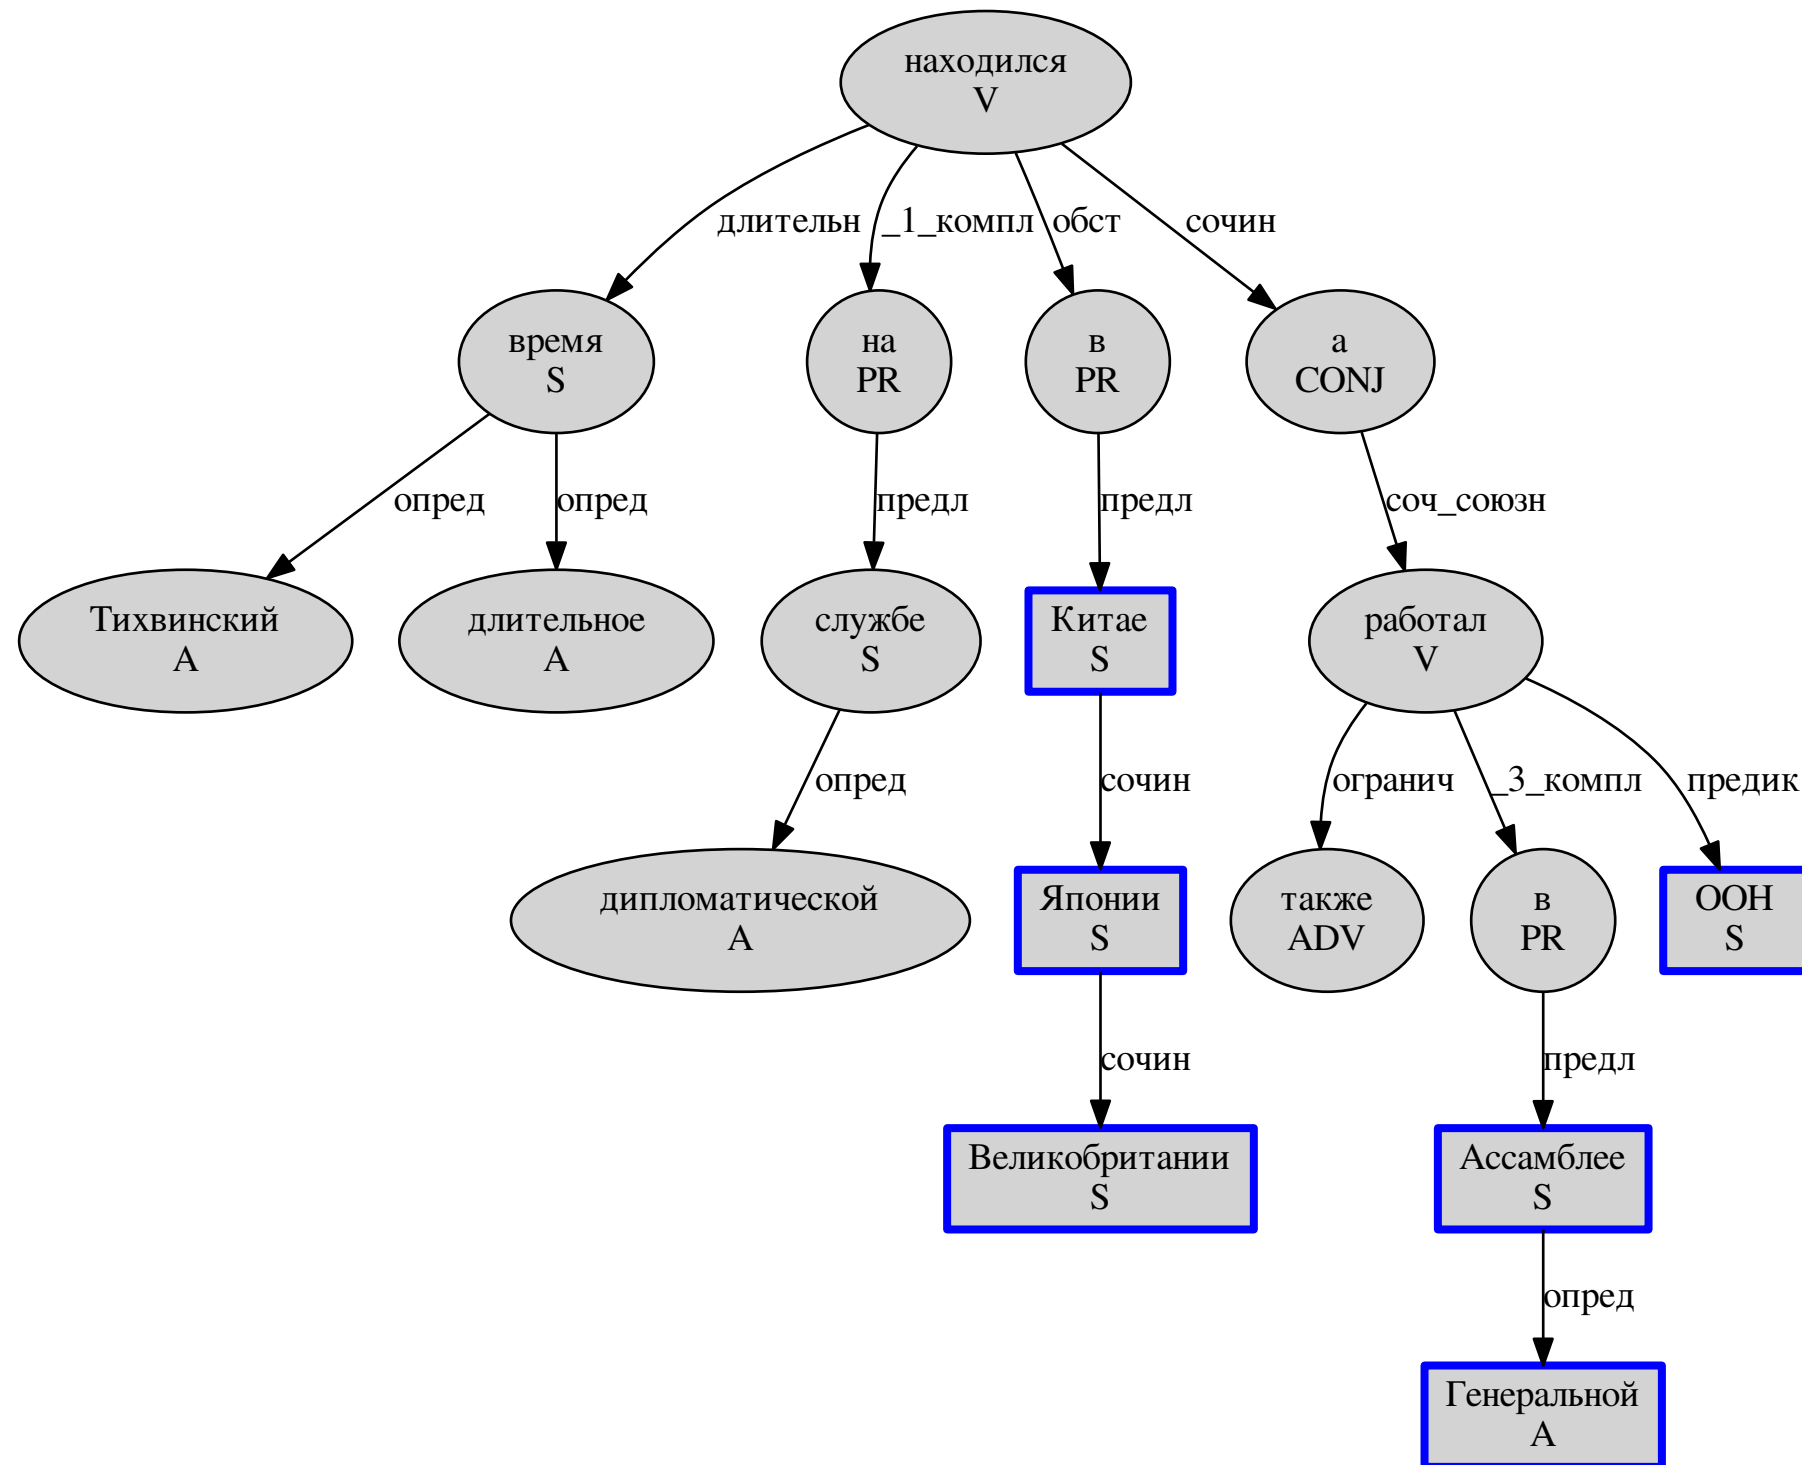 находился
V
длительн
_1_компл
обст
сочин
время
S
на
PR
в
PR
а
CONJ
опред
опред
предл
предл
соч_союзн
Тихвинский
A
длительное
A
службе
S
Китае
S
работал
V
опред
сочин
огранич
_3_компл
предик
дипломатической
A
Японии
S
также
ADV
в
PR
ООН
S
сочин
предл
Великобритании
S
Ассамблее
S
опред
Генеральной
A